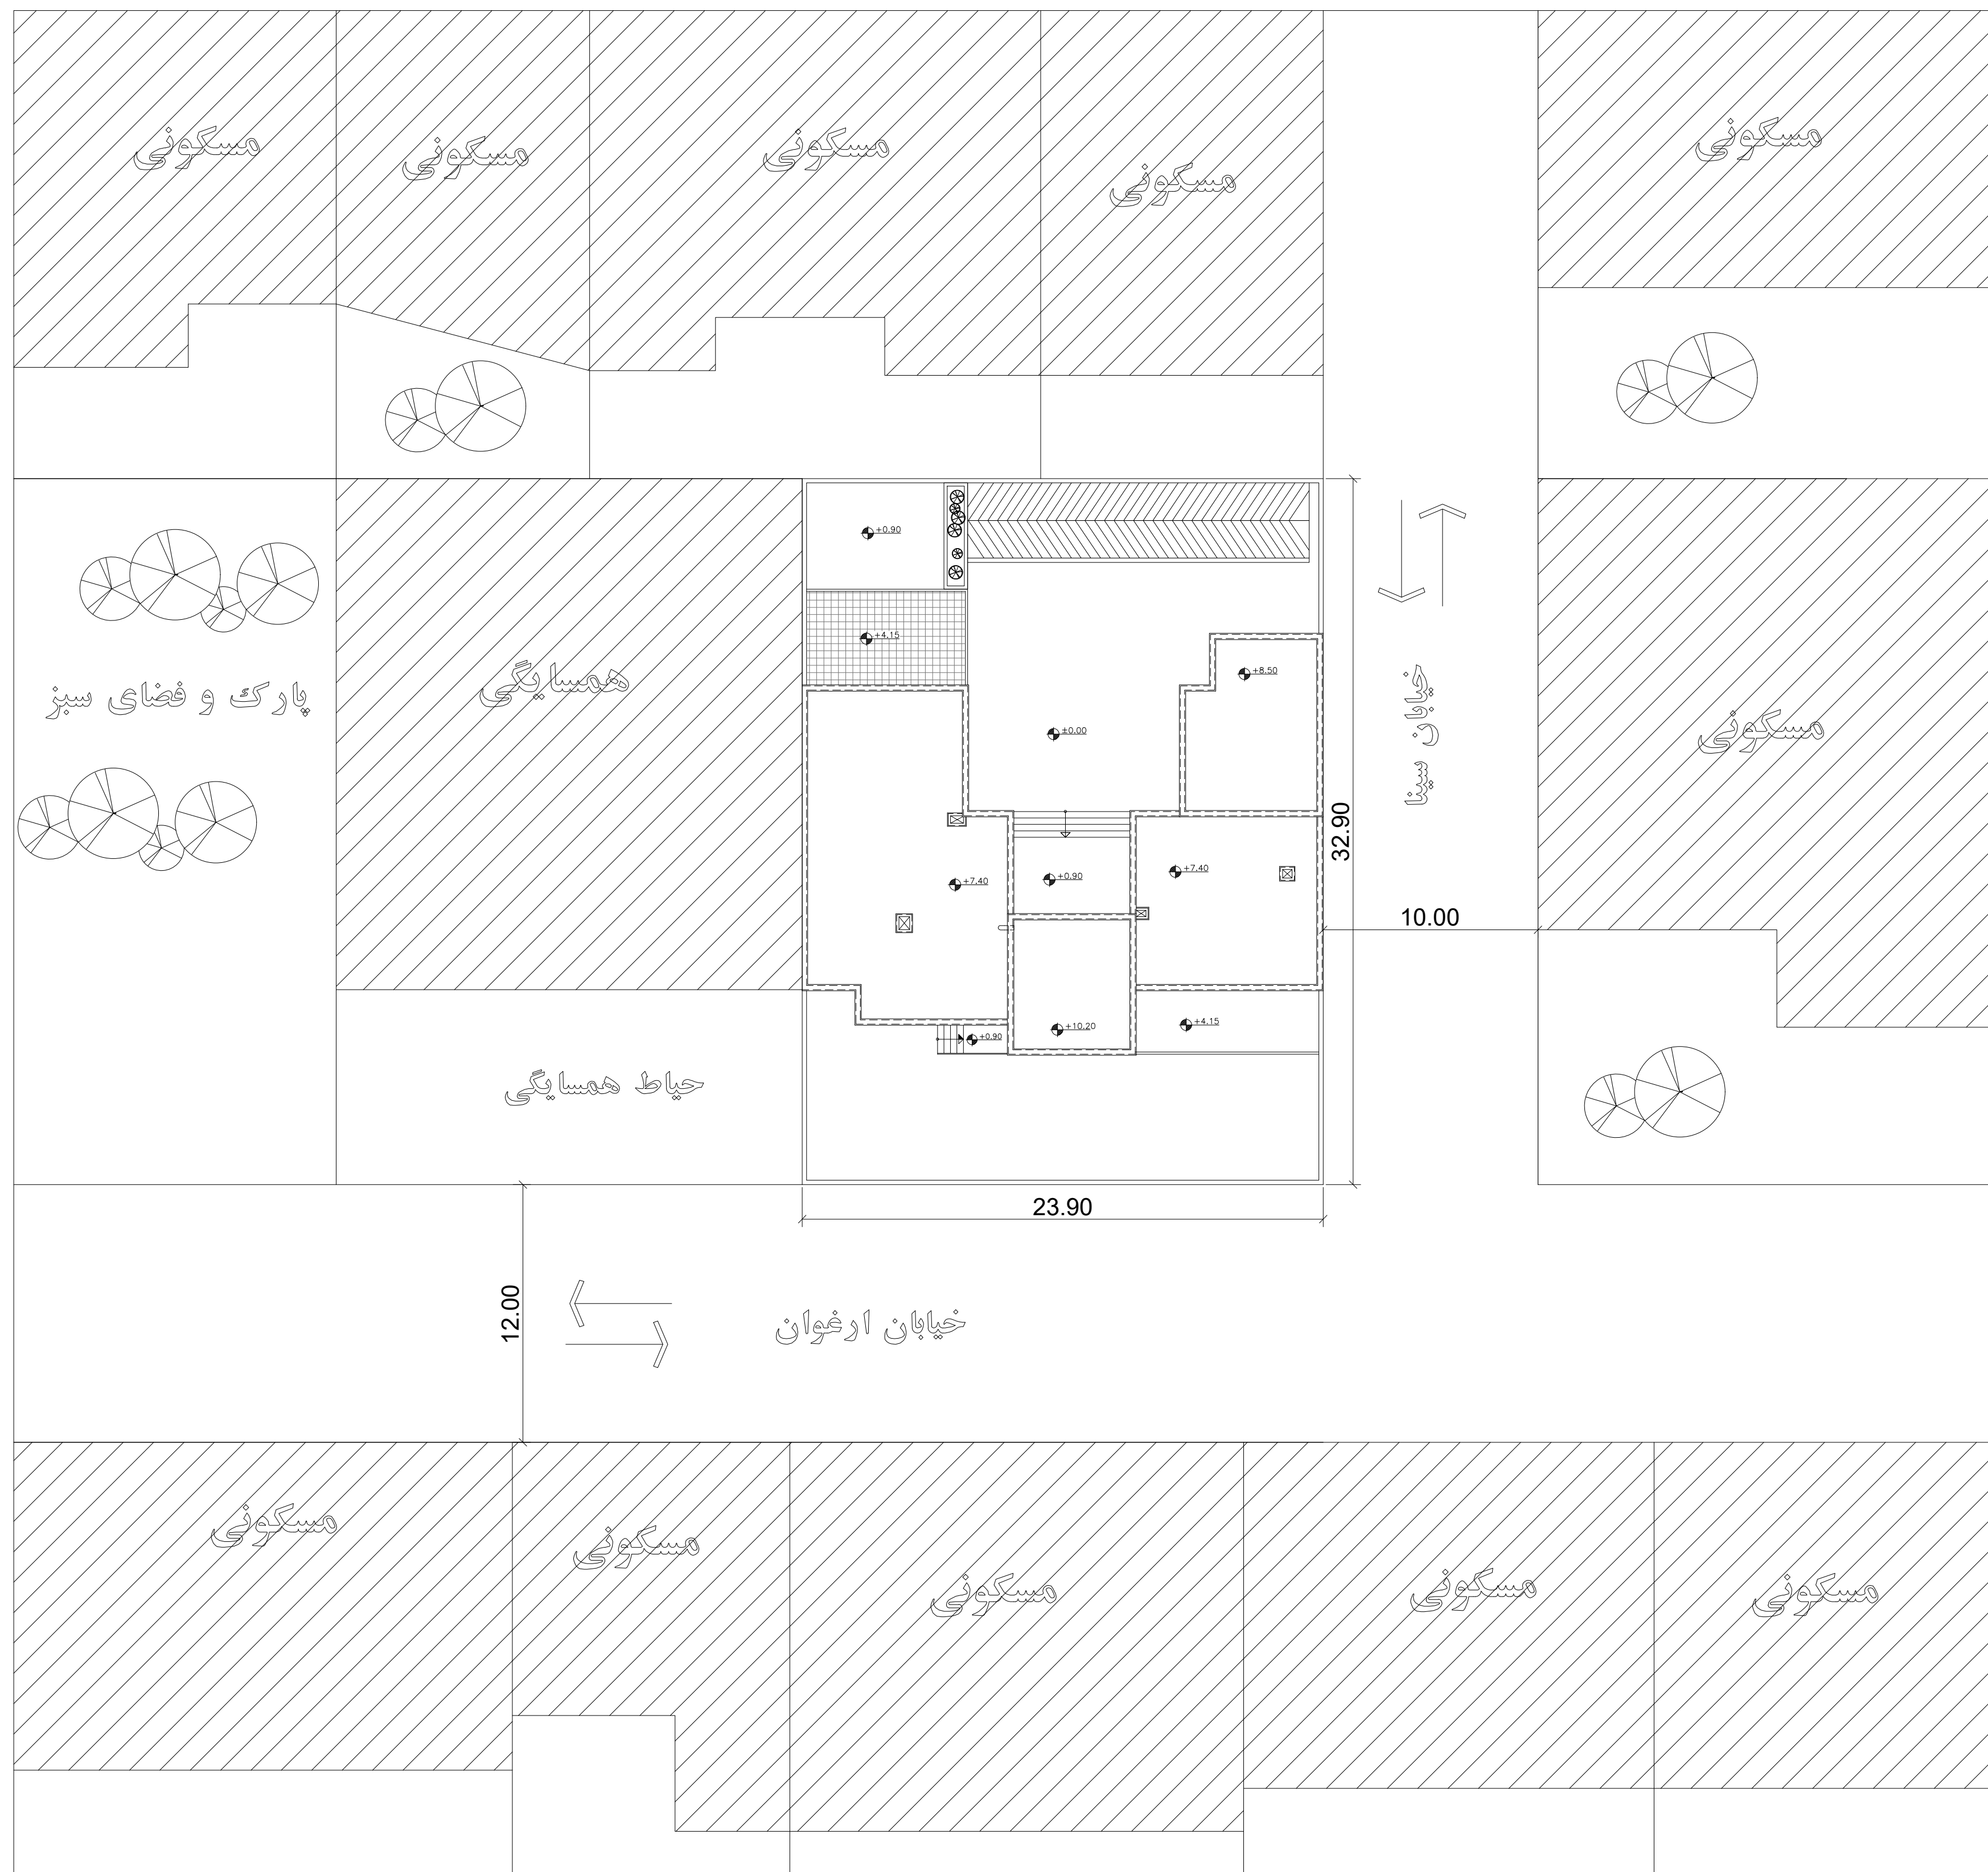 مسکونی
مسکونی
مسکونی
مسکونی
مسکونی
+0.90
+4.15
همسایگی
پارک و فضای سبز
+8.50
±0.00
خیابان سینا
مسکونی
32.90
+7.40
+0.90
+7.40
10.00
+10.20
+4.15
+0.90
حیاط همسایگی
23.90
12.00
خیابان ارغوان
مسکونی
مسکونی
مسکونی
مسکونی
مسکونی